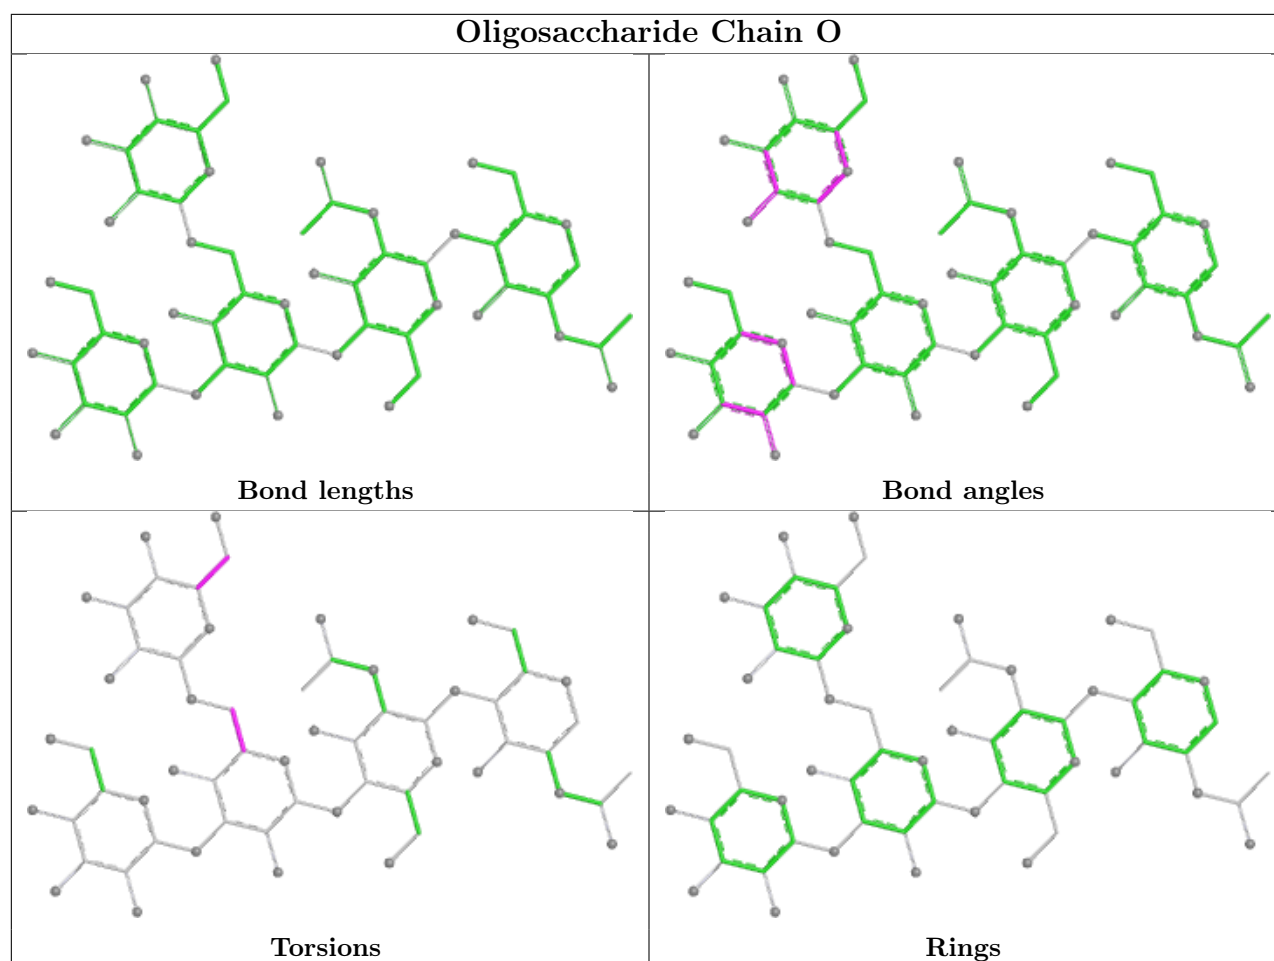 Oligosaccharide Chain O
Bond lengths
Bond angles
Torsions
Rings